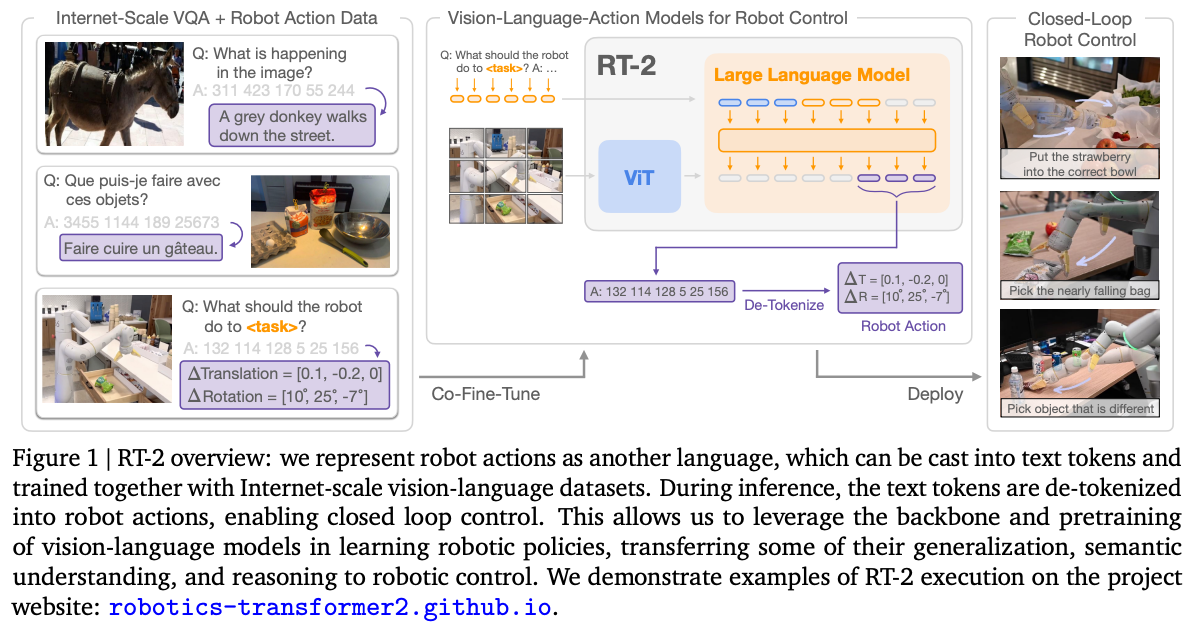 Internet-Scale VQA + Robot Action Data
Q: What is happening
in the image?
A: 311 423 170 55 244
A grey donkey walks
down the street.
Q: Que puis-je faire avec
ces objets?
A: 3455 1144 189 25673
Faire cuire un gâteau.
Q: What should the robot
do to <task>?
A: 132 114 128 5 25 156
ΔTranslation = [0.1, -0.2, 0]
ΔRotation = [10°, 25°, -7°]
Co-Fine-Tune
Vision-Language-Action Models for Robot Control
Q: What should the robot
do to <task>? A: ...
RT-2
Large Language Model
ViT
A: 132 114 128 5 25 156
De-Tokenize
ΔT = [0.1, -0.2, 0]
ΔR = [10°, 25°, -7°]
Robot Action
Deploy
Closed-Loop
Robot Control
Put the strawberry
into the correct bowl
Pick the nearly falling bag
Pick object that is different
Figure 1 | RT-2 overview: we represent robot actions as another language, which can be cast into text tokens and
trained together with Internet-scale vision-language datasets. During inference, the text tokens are de-tokenized
into robot actions, enabling closed loop control. This allows us to leverage the backbone and pretraining
of vision-language models in learning robotic policies, transferring some of their generalization, semantic
understanding, and reasoning to robotic control. We demonstrate examples of RT-2 execution on the project
website: robotics-transformer2.github.io.